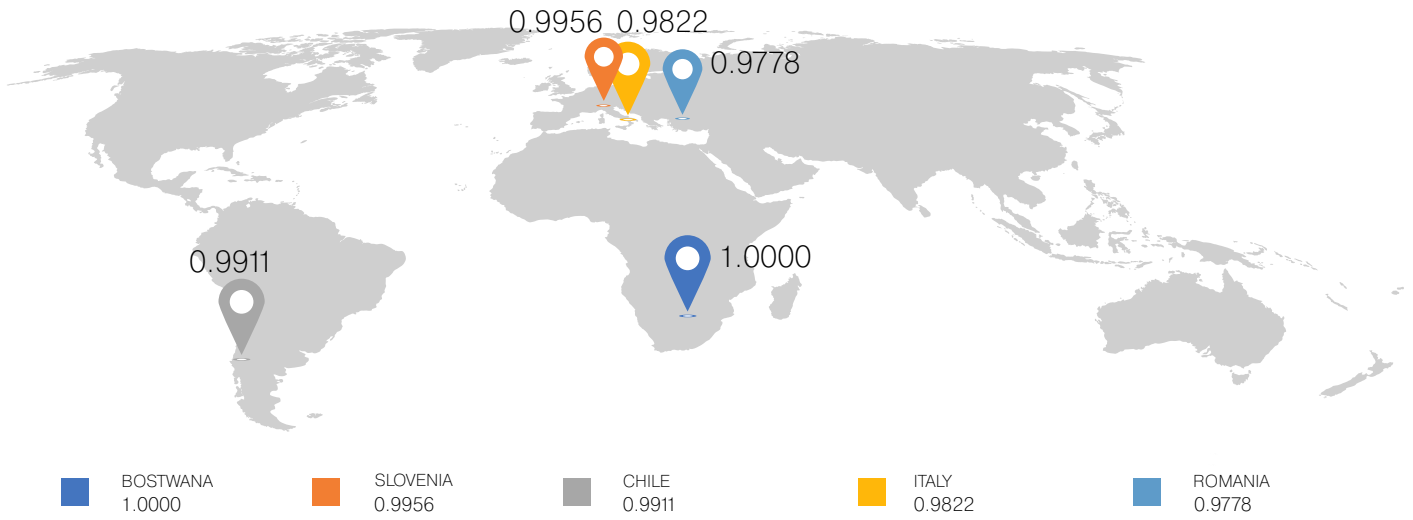 0.9956 0.9822
0.9778
1.0000
0.9911
BOSTWANA
1.0000
SLOVENIA
0.9956
CHILE
0.9911
ITALY
0.9822
ROMANIA
0.9778